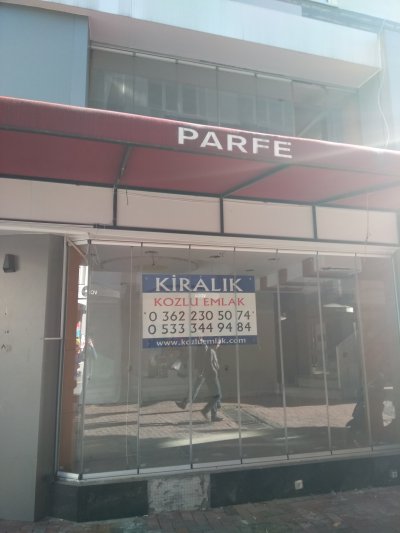 PARFE
KİRALIK
KOZLU EMLAK
0 362 230 50 74
0 533 344 94 84
www.kozluemlak.com